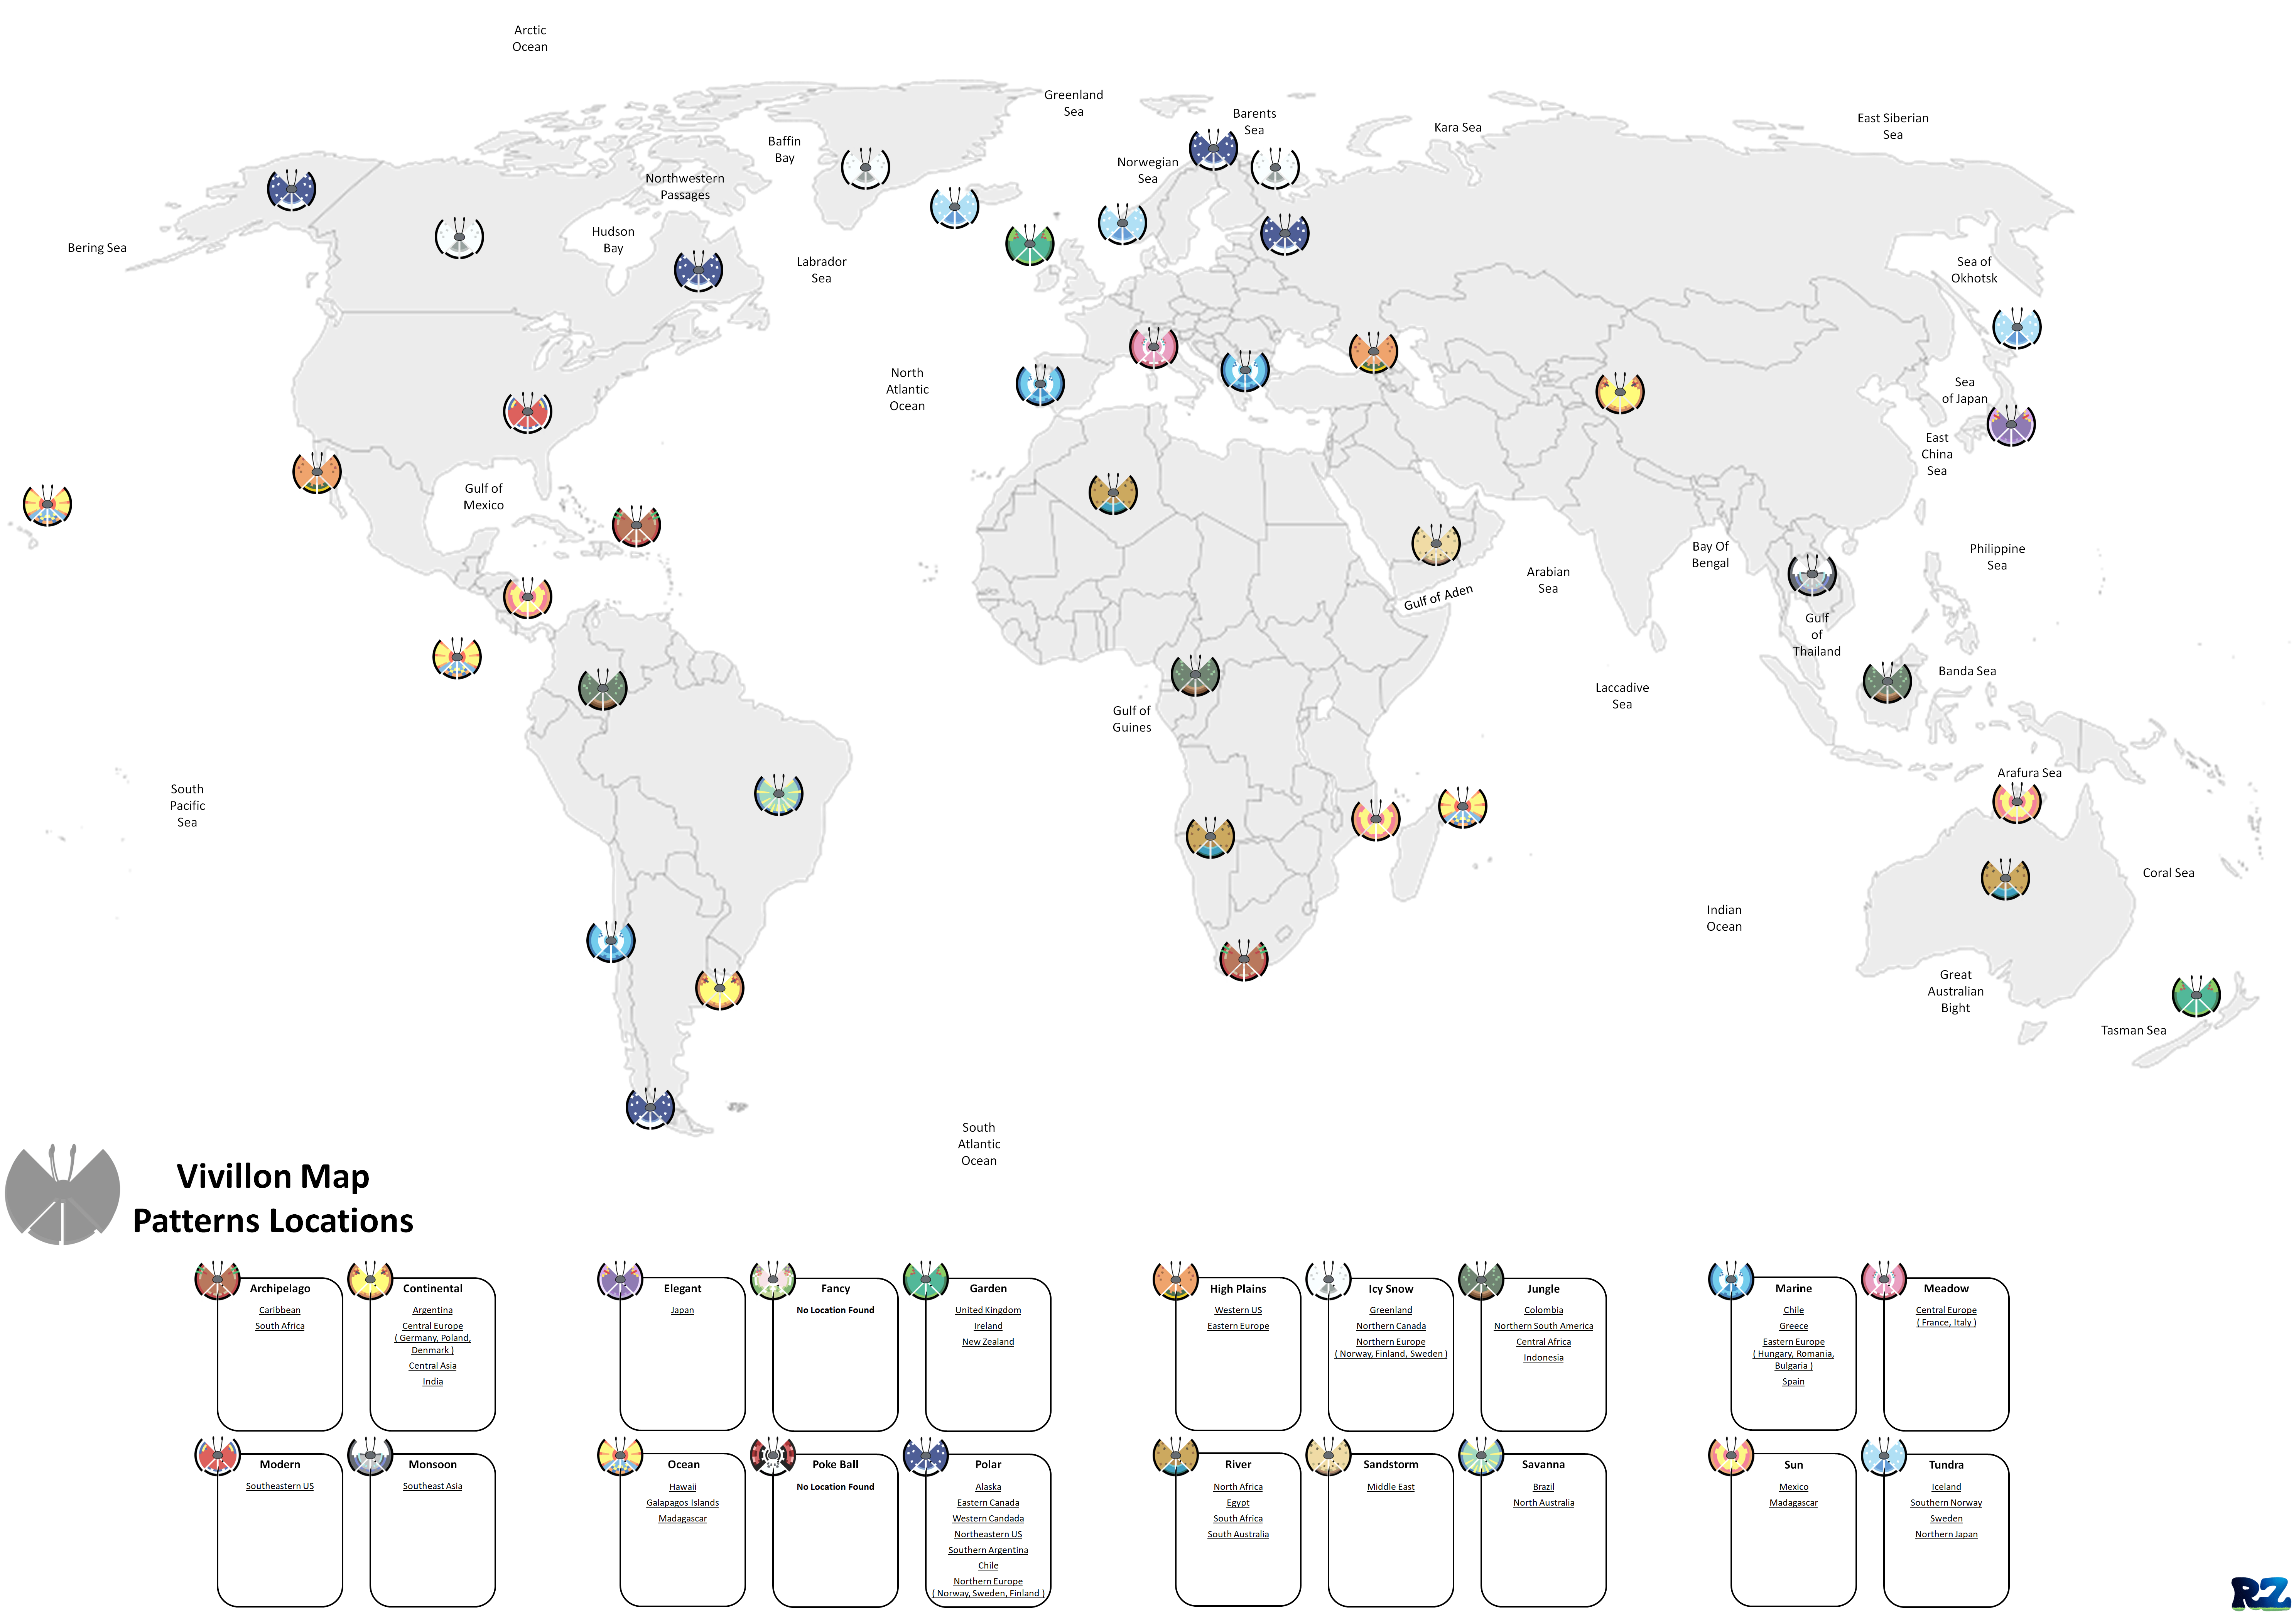 Arctic
Ocean
Greenland
Sea
Barents
Sea
Kara Sea
East Siberian
Sea
Baffin
Bay
Norwegian
Sea
Northwestern
Passages
Hudson
Bay
Bering Sea
Labrador
Sea
Sea of
Okhotsk
North
Atlantic
Ocean
Sea
of Japan
East
China
Sea
Gulf of
Mexico
Bay Of
Bengal
Philippine
Sea
Arabian
Sea
Gulf of Aden
Gulf
of
Thailand
Banda Sea
Laccadive
Sea
Gulf of
Guines
Arafura Sea
South
Pacific
Sea
Coral Sea
Indian
Ocean
Great
Australian
Bight
Tasman Sea
South
Atlantic
Ocean
Vivillon Map
Patterns Locations
Archipelago
Caribbean
South Africa
Continental
Argentina
Central Europe
( Germany, Poland,
Denmark )
Central Asia
India
Elegant
Japan
Fancy
No Location Found
Garden
United Kingdom
Ireland
New Zealand
High Plains
Western US
Eastern Europe
Icy Snow
Greenland
Northern Canada
Northern Europe
( Norway, Finland, Sweden )
Jungle
Colombia
Northern South America
Central Africa
Indonesia
Marine
Chile
Greece
Eastern Europe
( Hungary, Romania,
Bulgaria )
Spain
Meadow
Central Europe
( France, Italy )
Modern
Southeastern US
Monsoon
Southeast Asia
Ocean
Hawaii
Galapagos Islands
Madagascar
Poke Ball
No Location Found
Polar
Alaska
Eastern Canada
Western Candada
Northeastern US
Southern Argentina
Chile
Northern Europe
( Norway, Sweden, Finland )
River
North Africa
Egypt
South Africa
South Australia
Sandstorm
Middle East
Savanna
Brazil
North Australia
Sun
Mexico
Madagascar
Tundra
Iceland
Southern Norway
Sweden
Northern Japan
RZ